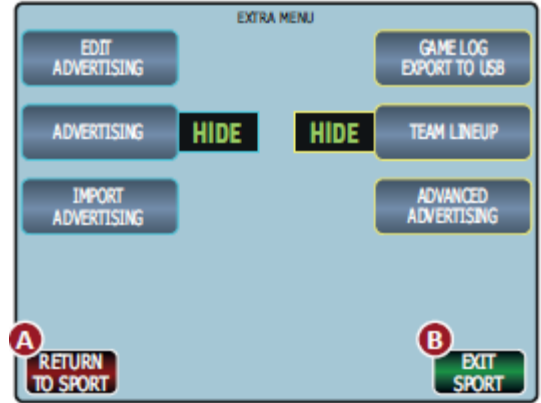 EXTRA MENU
EDIT
ADVERTISING
GAME LOG
EXPORT TO USB
ADVERTISING
HIDE
HIDE
TEAM LINEUP
IMPORT
ADVERTISING
ADVANCED
ADVERTISING
A
RETURN
TO SPORT
B
EXIT
SPORT